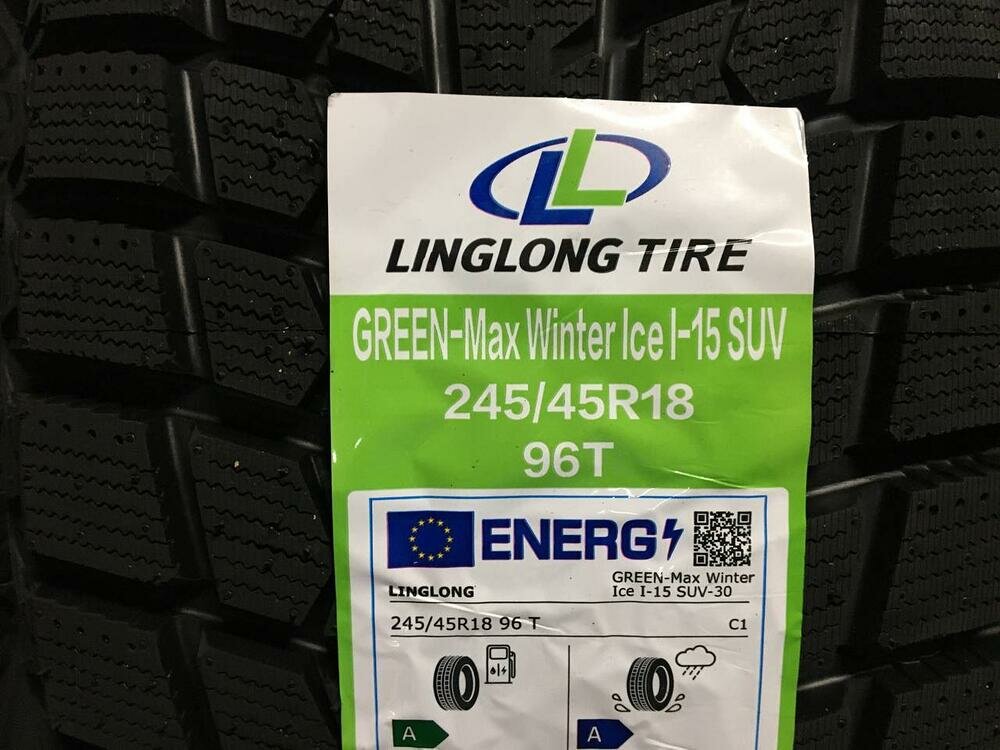 LL
LINGLONG TIRE
GREEN-Max Winter Ice I-15 SUV
245/45R18
96T
ENERG
LINGLONG
GREEN-Max Winter
Ice I-15 SUV-30
245/45R18 96 T
C1
A
A